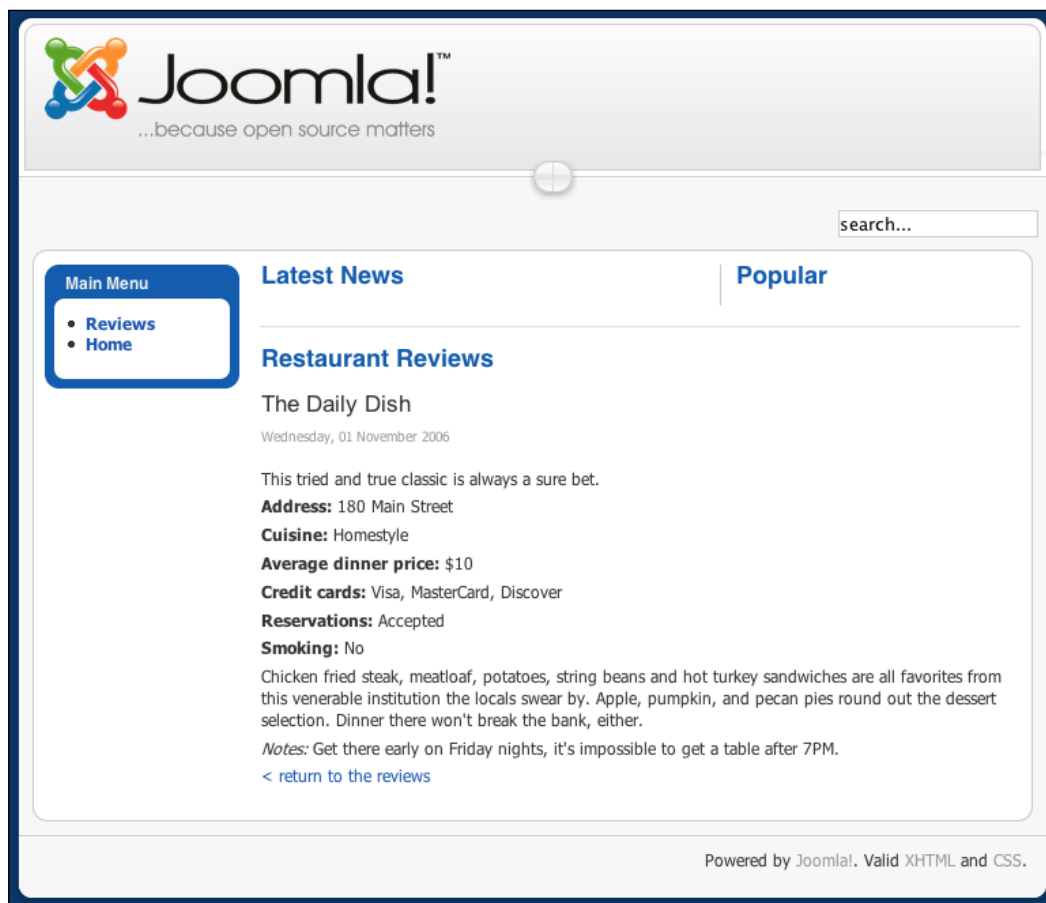 Joomla!™
...because open source matters
search...
Main Menu
Reviews
Home
Latest News
Popular
Restaurant Reviews
The Daily Dish
Wednesday, 01 November 2006
This tried and true classic is always a sure bet.
Address: 180 Main Street
Cuisine: Homestyle
Average dinner price: $10
Credit cards: Visa, MasterCard, Discover
Reservations: Accepted
Smoking: No
Chicken fried steak, meatloaf, potatoes, string beans and hot turkey sandwiches are all favorites from
this venerable institution the locals swear by. Apple, pumpkin, and pecan pies round out the dessert
selection. Dinner there won't break the bank, either.
Notes: Get there early on Friday nights, it's impossible to get a table after 7PM.
< return to the reviews
Powered by Joomla!. Valid XHTML and CSS.